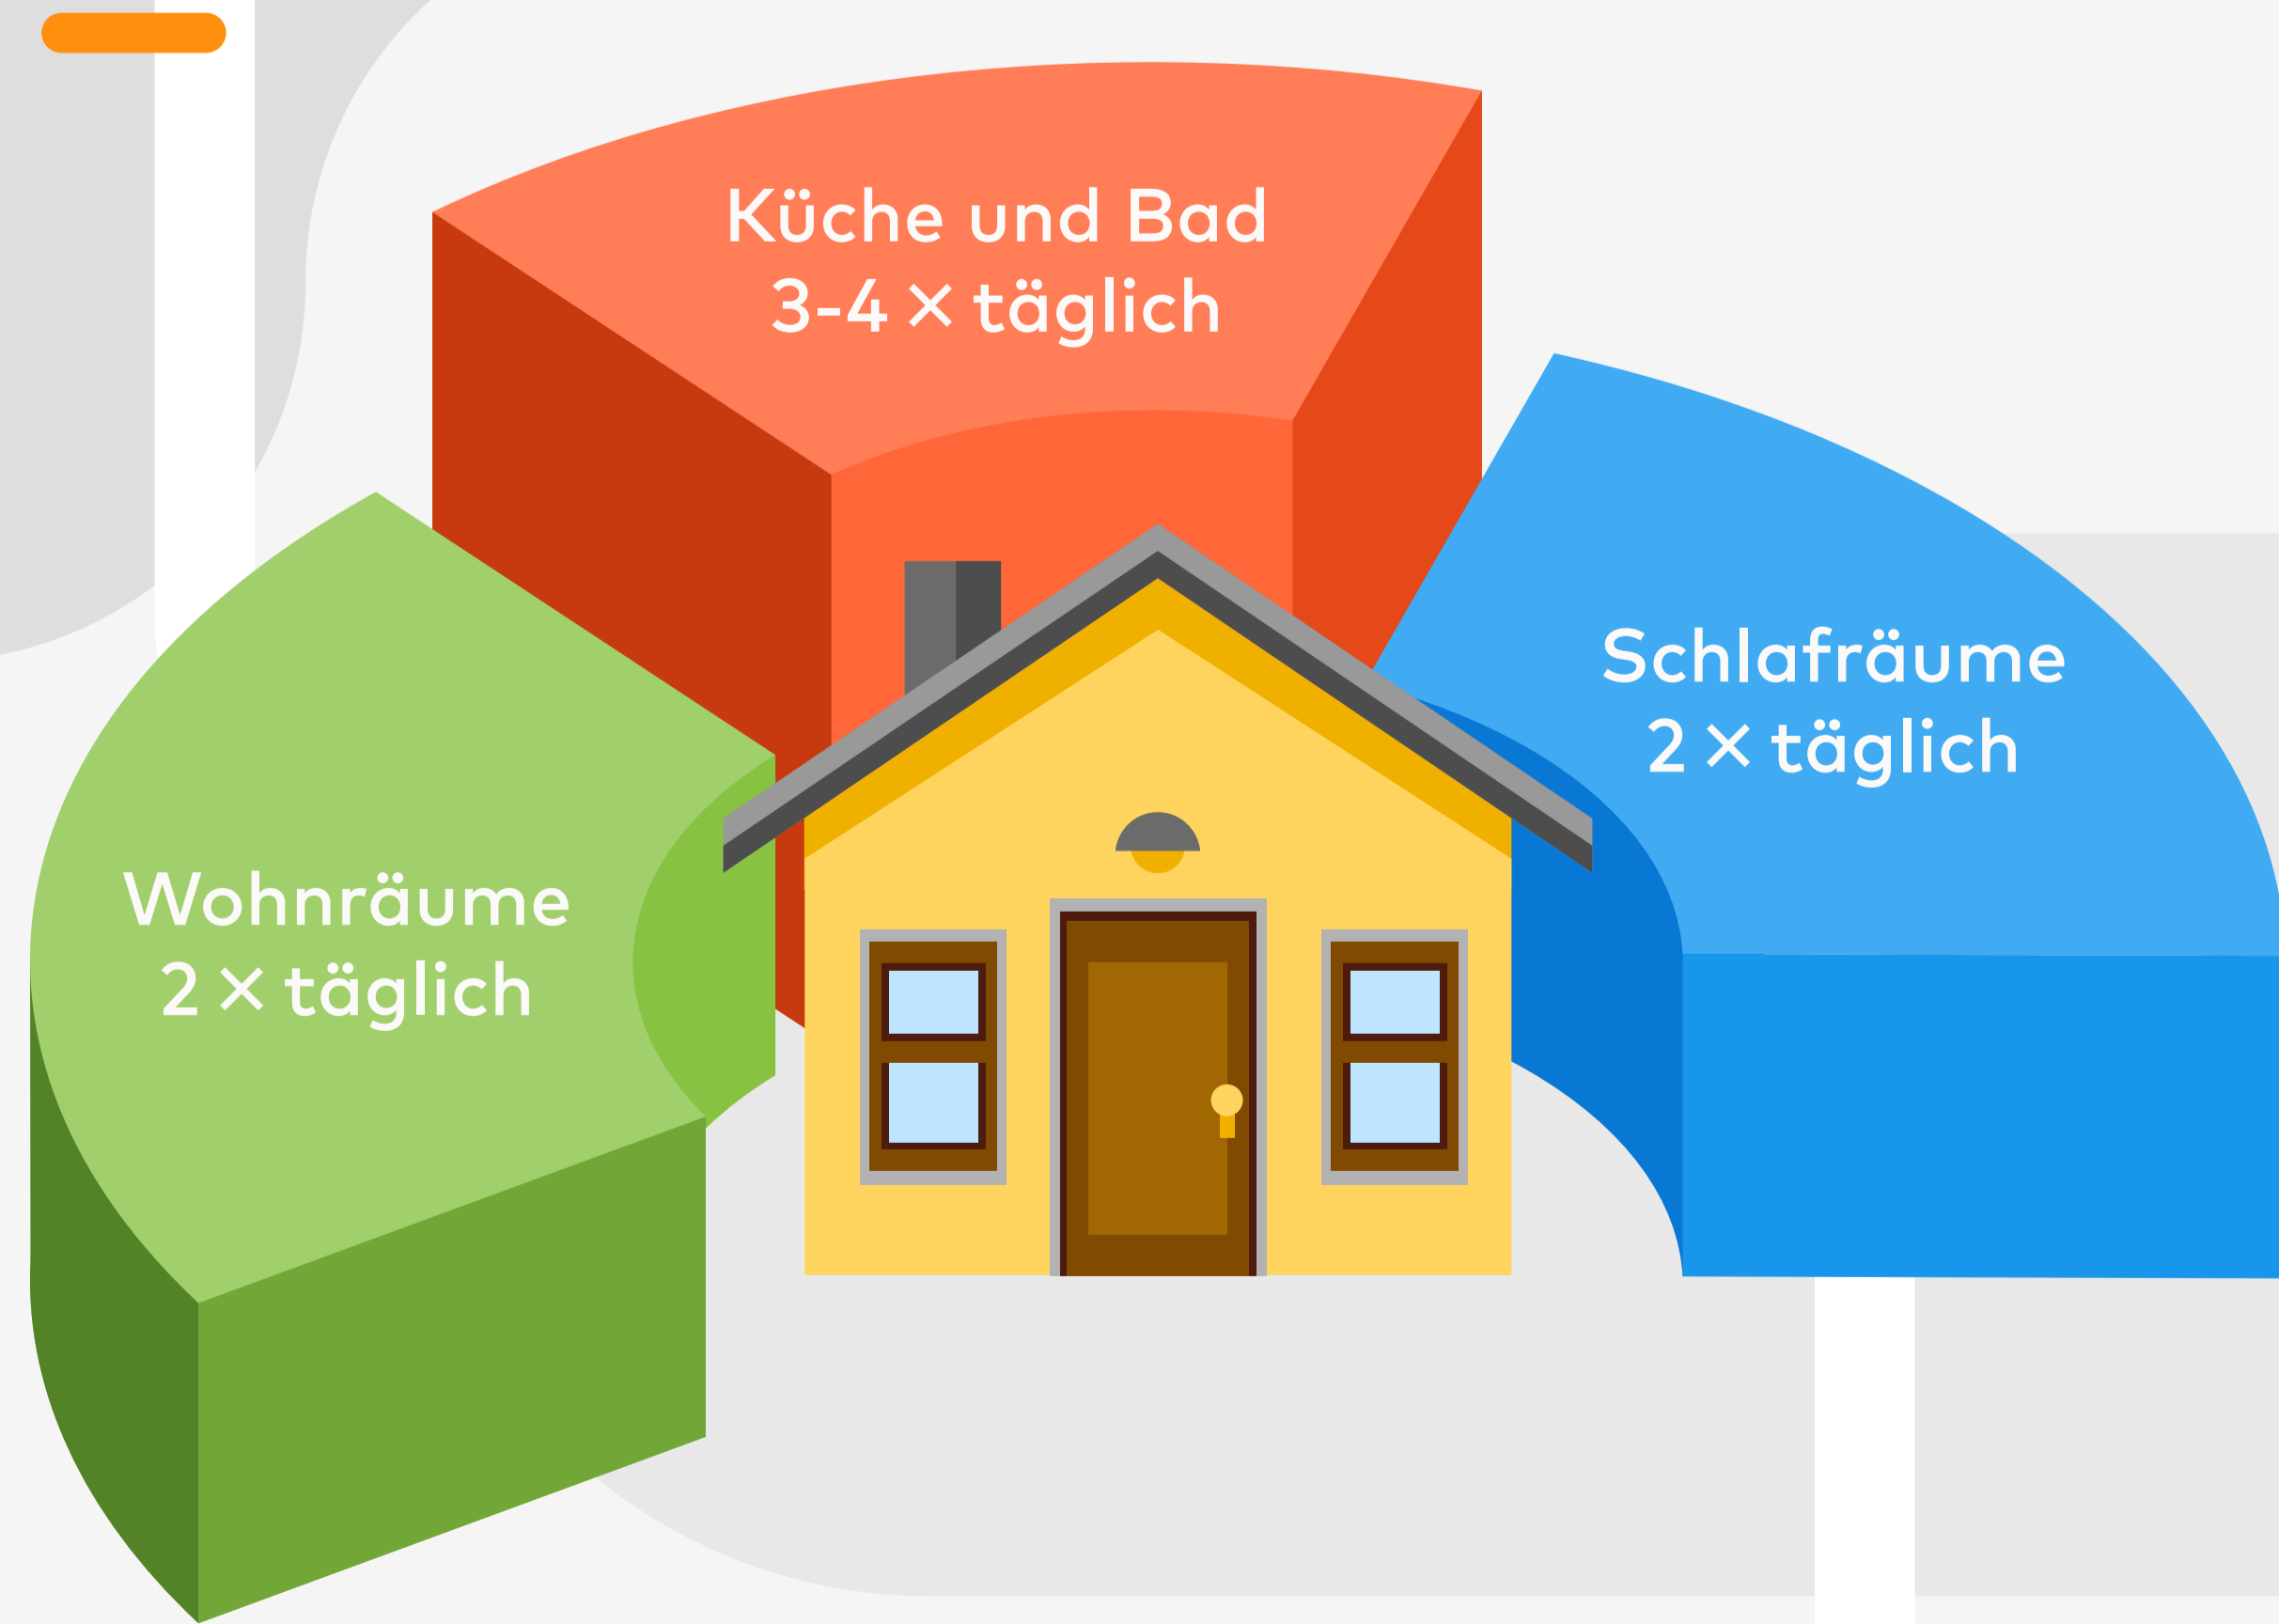 Küche und Bad
3-4 × täglich
Schlafräume
2 × täglich
Wohnräume
2 × täglich